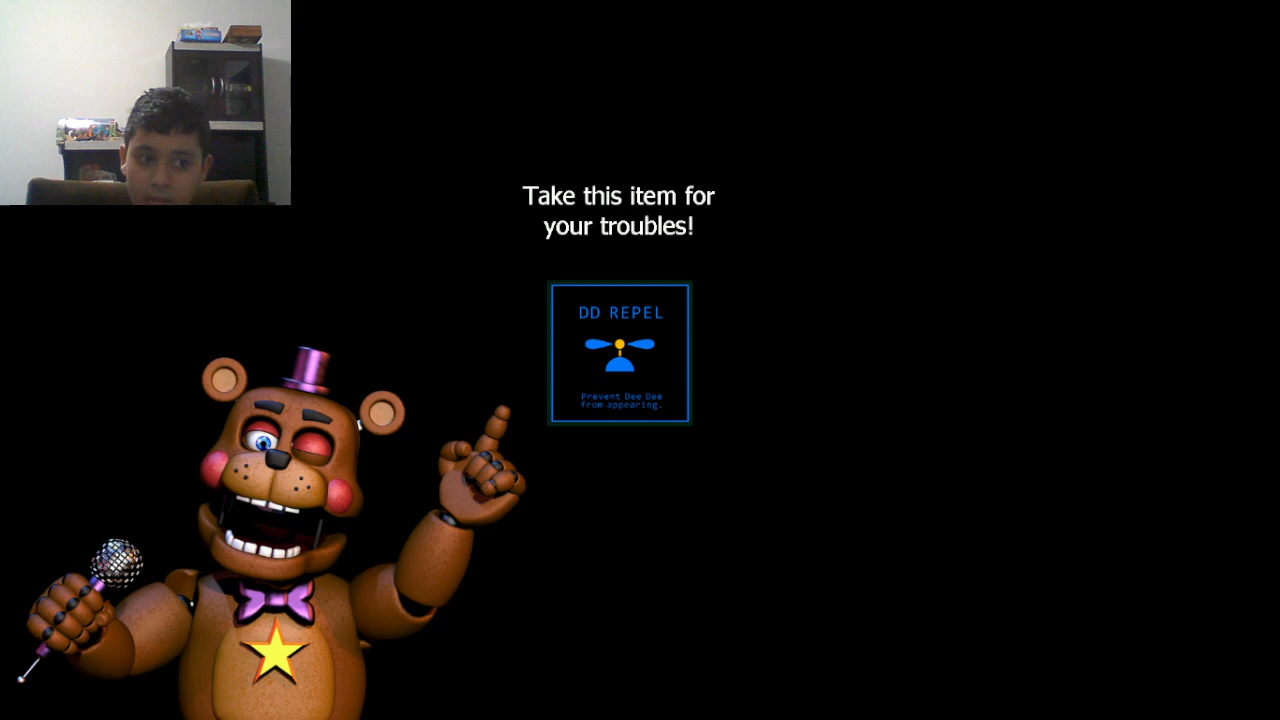 Take this item for
your troubles!
DD REPEL
Prevent Dee Dee
from appearing.